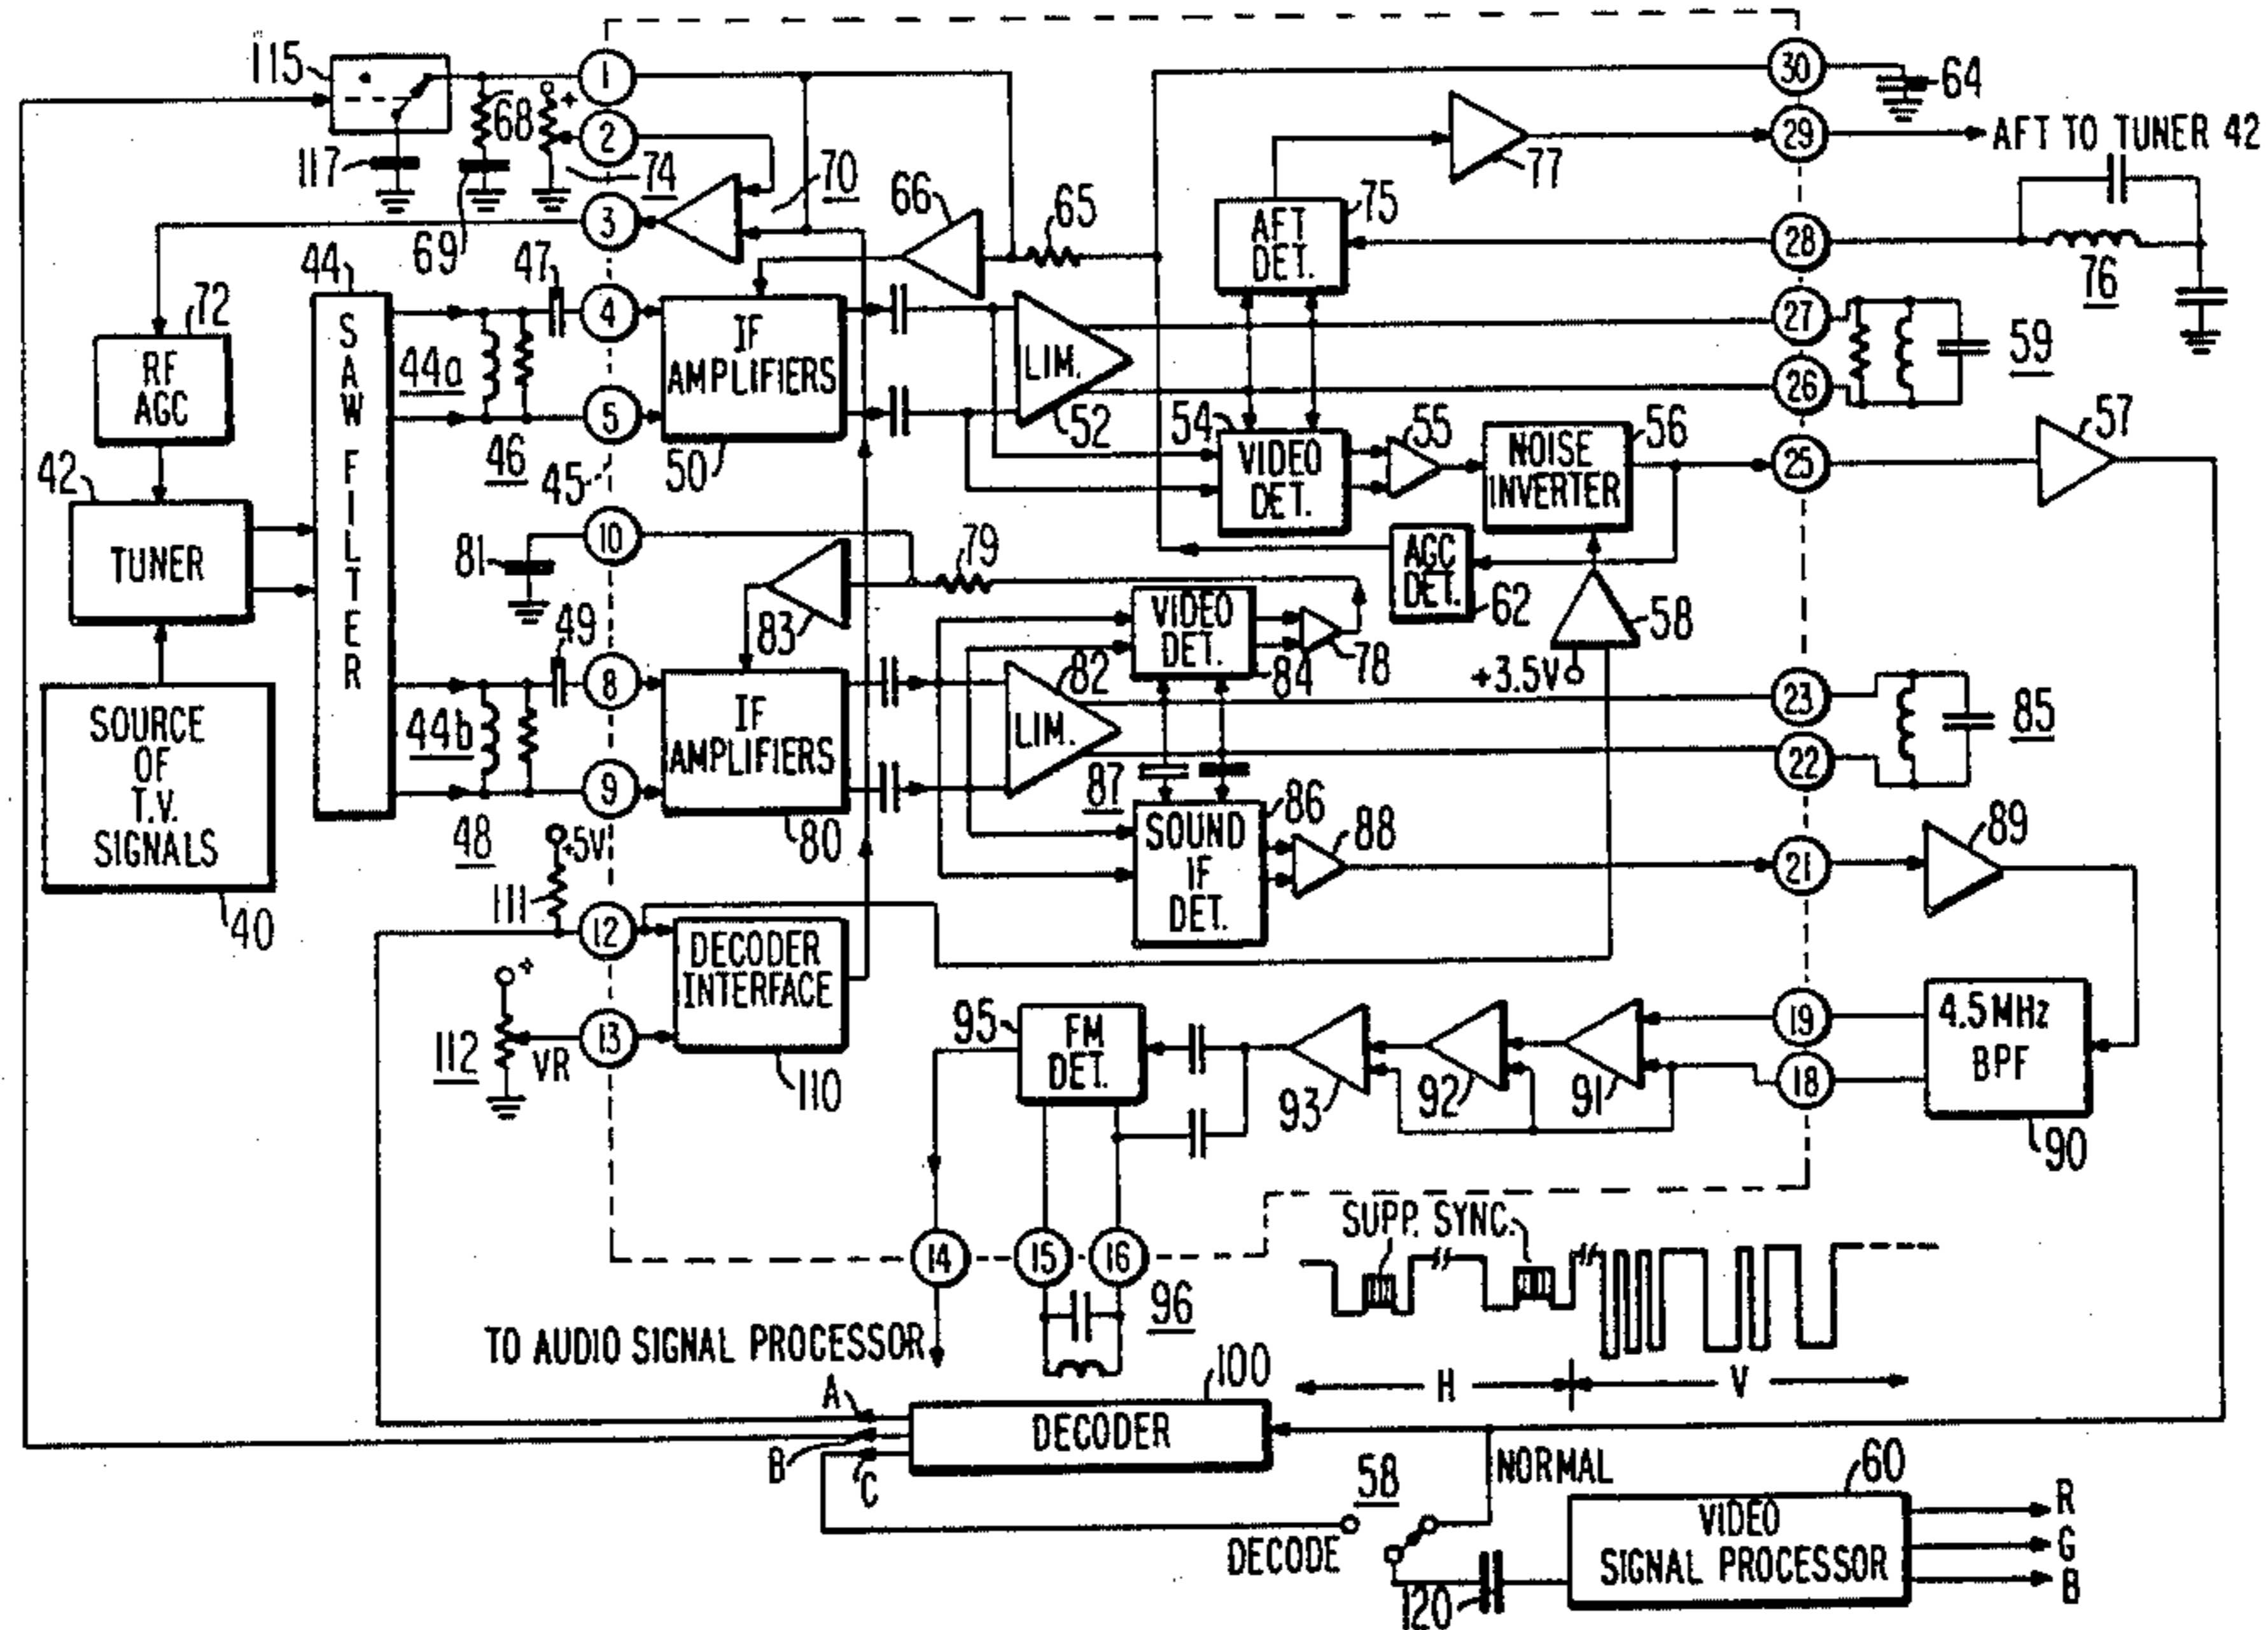 115
1
30
64
68
+
2
29
AFT TO TUNER 42
117
74
70
77
66
65
75
3
AFT
DET.
28
69
47
44
76
72
4
27
SAW FILTER
RF
AGC
44a
IF
AMPLIFIERS
LIM.
59
5
26
52
54
55
56
57
42
46
45
50
VIDEO
DET.
NOISE
INVERTER
25
10
81
79
AGC
DET.
62
TUNER
49
83
VIDEO
DET.
58
8
82
84
78
+3.5V
23
SOURCE
OF
T.V.
SIGNALS
44b
IF
AMPLIFIERS
LIM.
85
22
9
87
86
88
89
48
+5V
80
SOUND
IF
DET.
21
40
111
12
DECODER
INTERFACE
+
95
FM
DET.
19
4.5MHz
BPF
112
VR
13
110
93
92
91
18
90
SUPP. SYNC.
14
15
16
96
TO AUDIO SIGNAL PROCESSOR
100
H
V
A
DECODER
B
C
58
NORMAL
60
DECODE
VIDEO
SIGNAL PROCESSOR
R
G
B
120